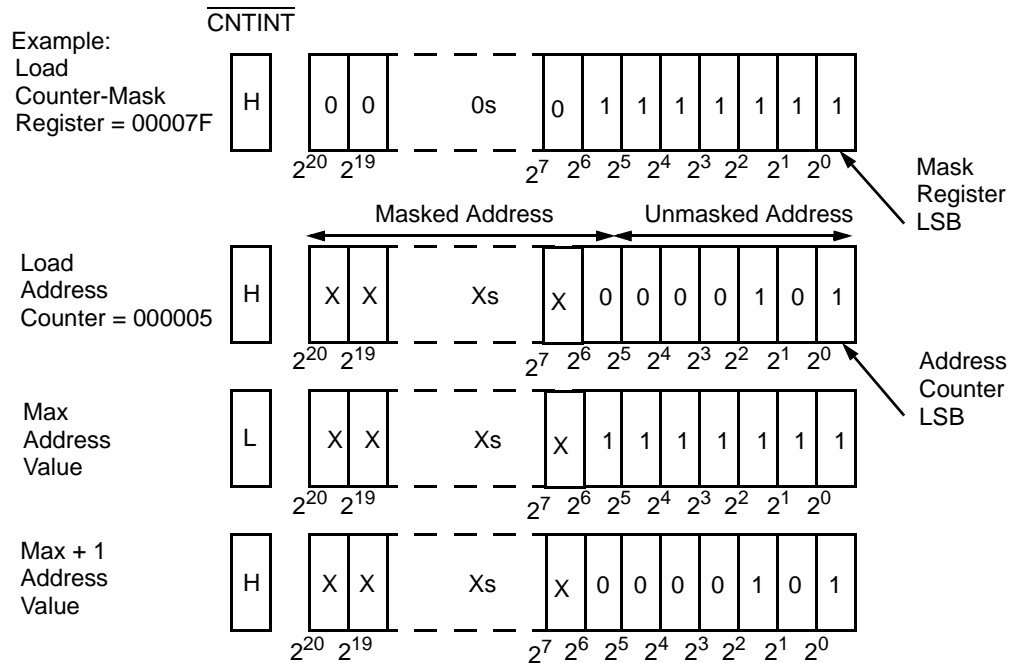 CNTINT
Example:
Load
Counter-Mask
Register = 00007F
H 0 0 0s 0 1 1 1 1 1 1 1
2^20 2^19 2^7 2^6 2^5 2^4 2^3 2^2 2^1 2^0
Mask
Register
LSB
Masked Address Unmasked Address
Load
Address
Counter = 000005
H X X Xs X 0 0 0 0 1 0 1
2^20 2^19 2^7 2^6 2^5 2^4 2^3 2^2 2^1 2^0
Address
Counter
LSB
Max
Address
Value
L X X Xs X 1 1 1 1 1 1 1
2^20 2^19 2^7 2^6 2^5 2^4 2^3 2^2 2^1 2^0
Max + 1
Address
Value
H X X Xs X 0 0 0 0 1 0 1
2^20 2^19 2^7 2^6 2^5 2^4 2^3 2^2 2^1 2^0